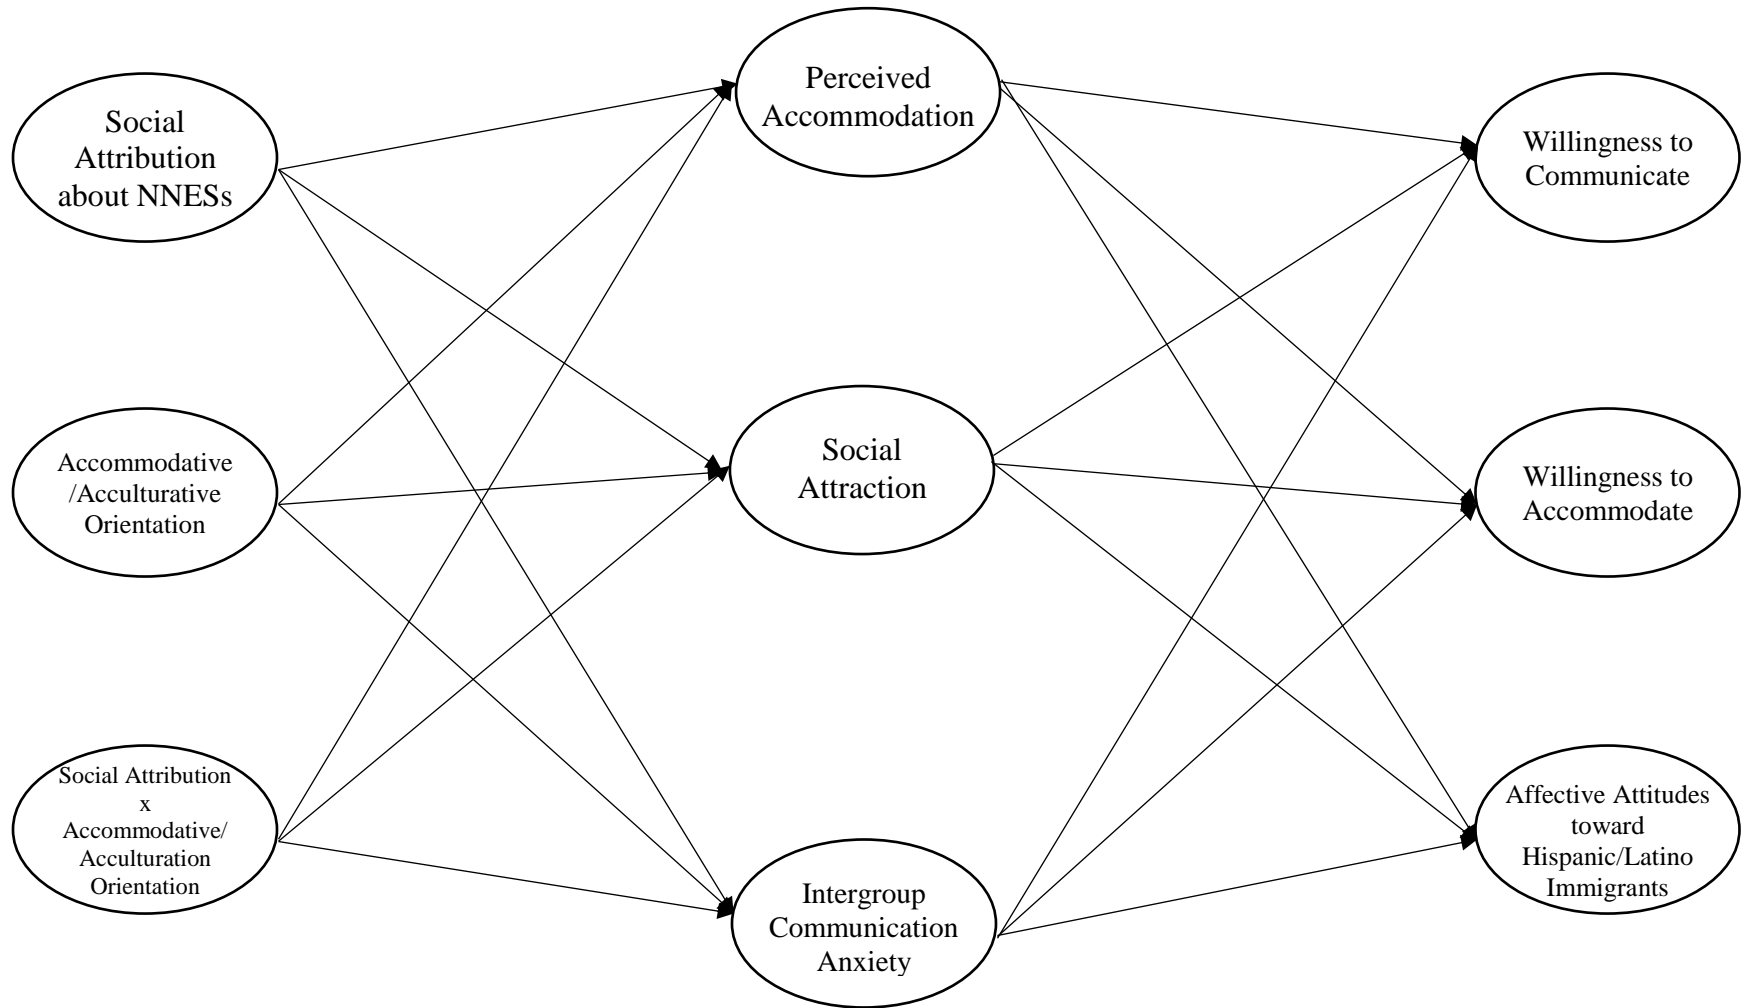 Social
Attribution
about NNESs
Accommodative
/Acculturative
Orientation
Social Attribution
x
Accommodative/
Acculturation
Orientation
Perceived
Accommodation
Social
Attraction
Intergroup
Communication
Anxiety
Willingness to
Communicate
Willingness to
Accommodate
Affective Attitudes
toward
Hispanic/Latino
Immigrants